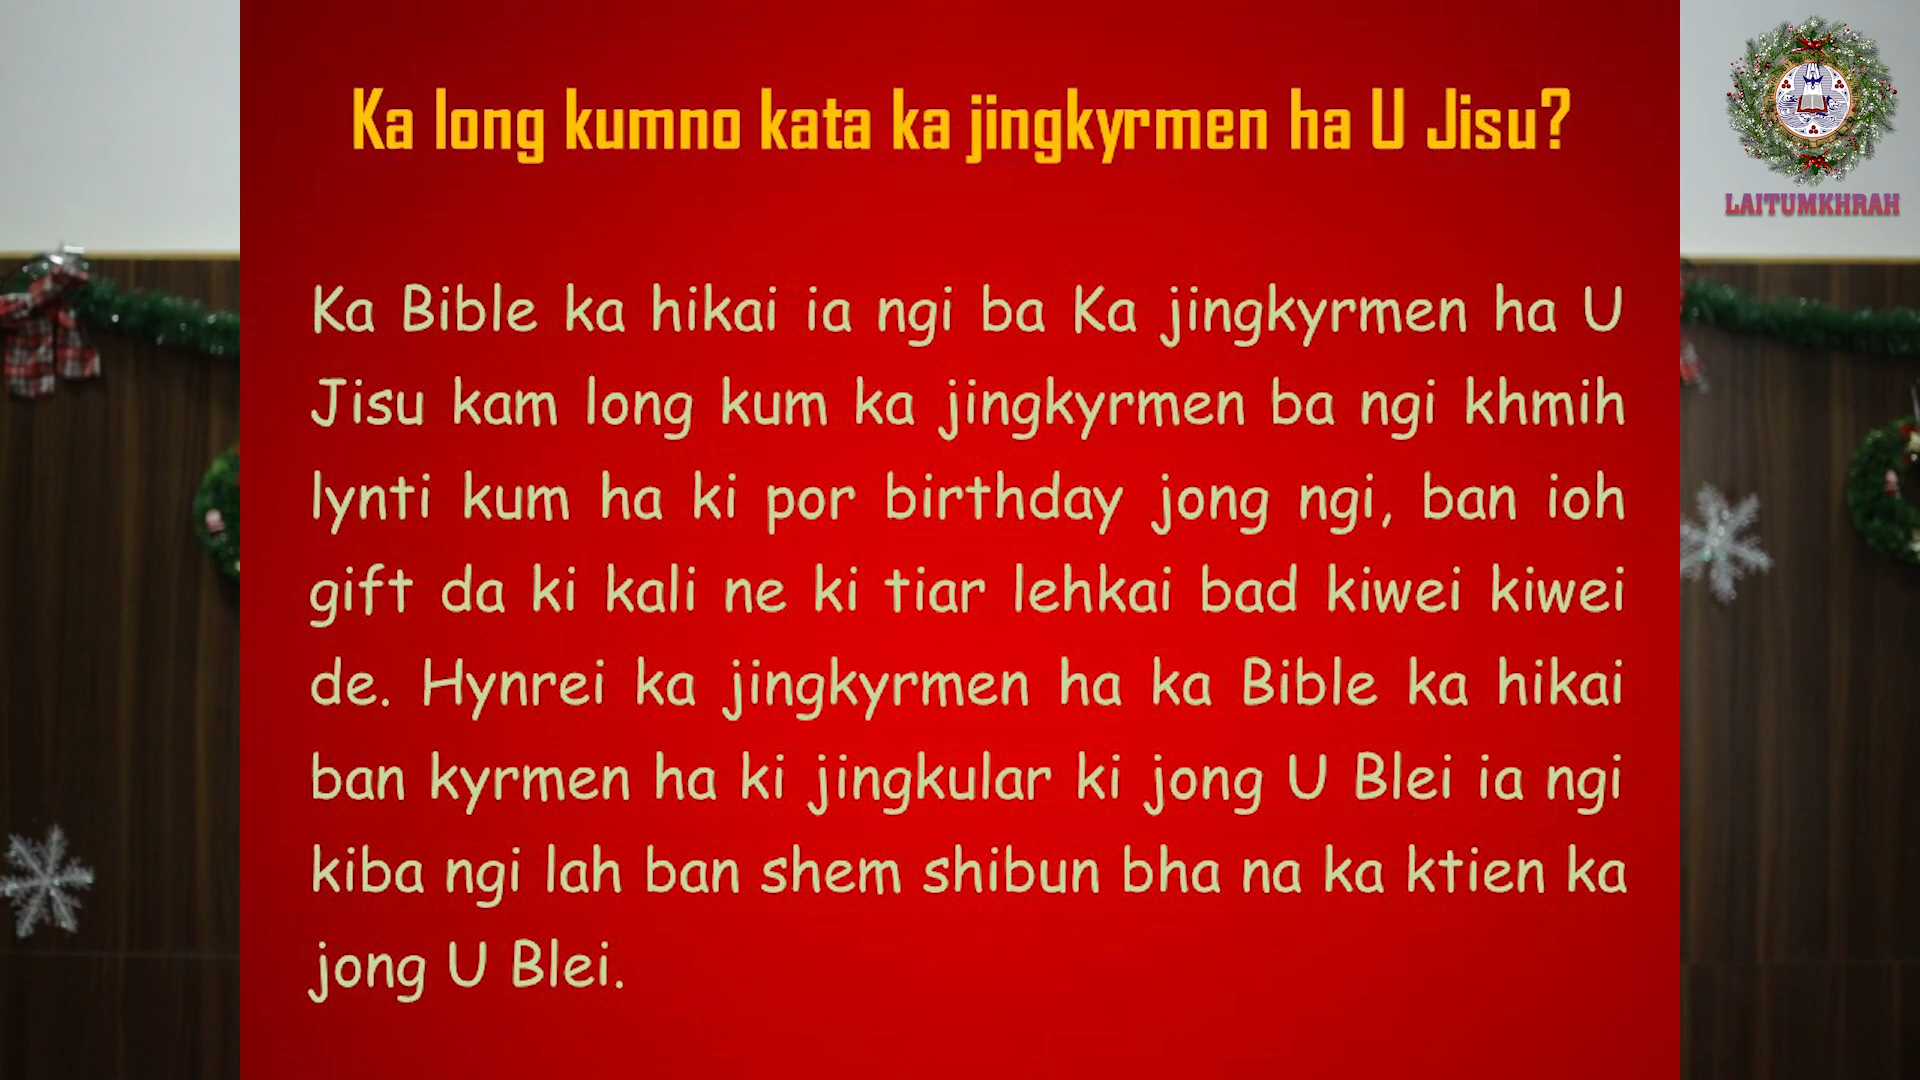 Ka long kumno kata ka jingkyrmen ha U Jisu?
LAITUMKHRAH
Ka Bible ka hikai ia ngi ba Ka jingkyrmen ha U
Jisu kam long kum ka jingkyrmen ba ngi khmih
lynti kum ha ki por birthday jong ngi, ban ioh
gift da ki kali ne ki tiar lehkai bad kiwei kiwei
de. Hynrei ka jingkyrmen ha ka Bible ka hikai
ban kyrmen ha ki jingkular ki jong U Blei ia ngi
kiba ngi lah ban shem shibun bha na ka ktien ka
jong U Blei.